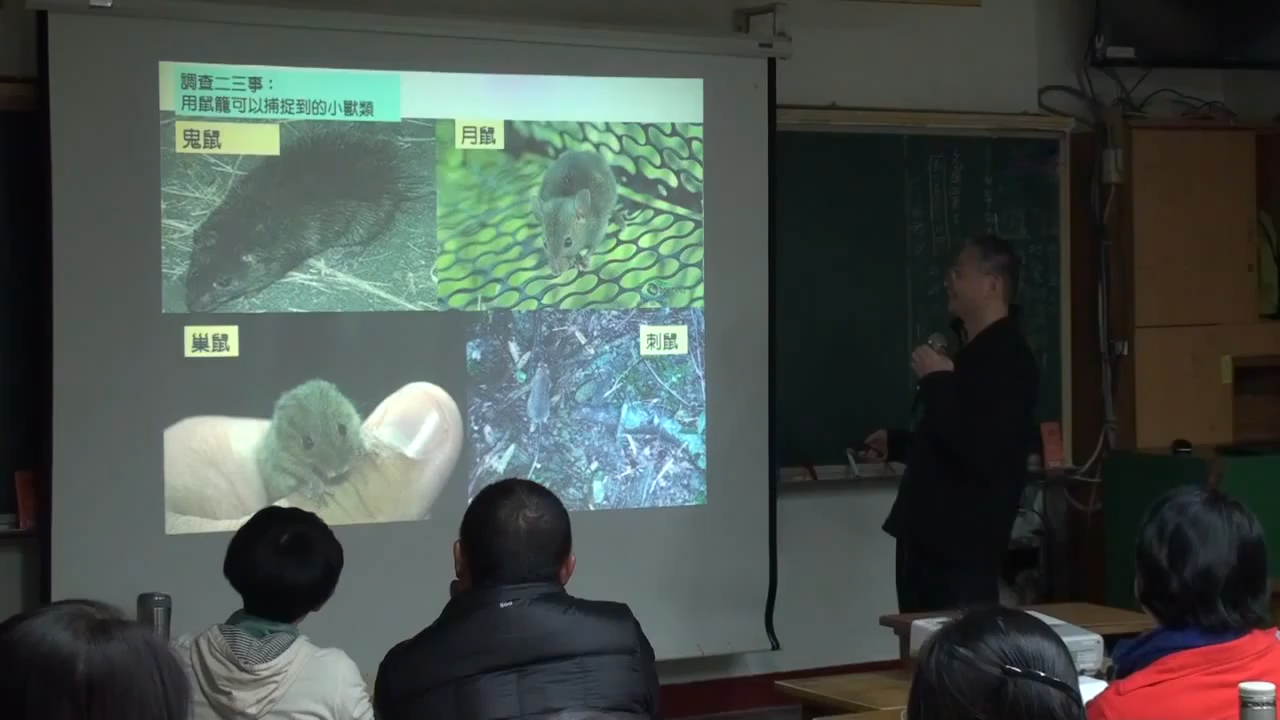 調查二三事：
用鼠籠可以捕捉到的小獸類
鬼鼠
月鼠
巢鼠
刺鼠